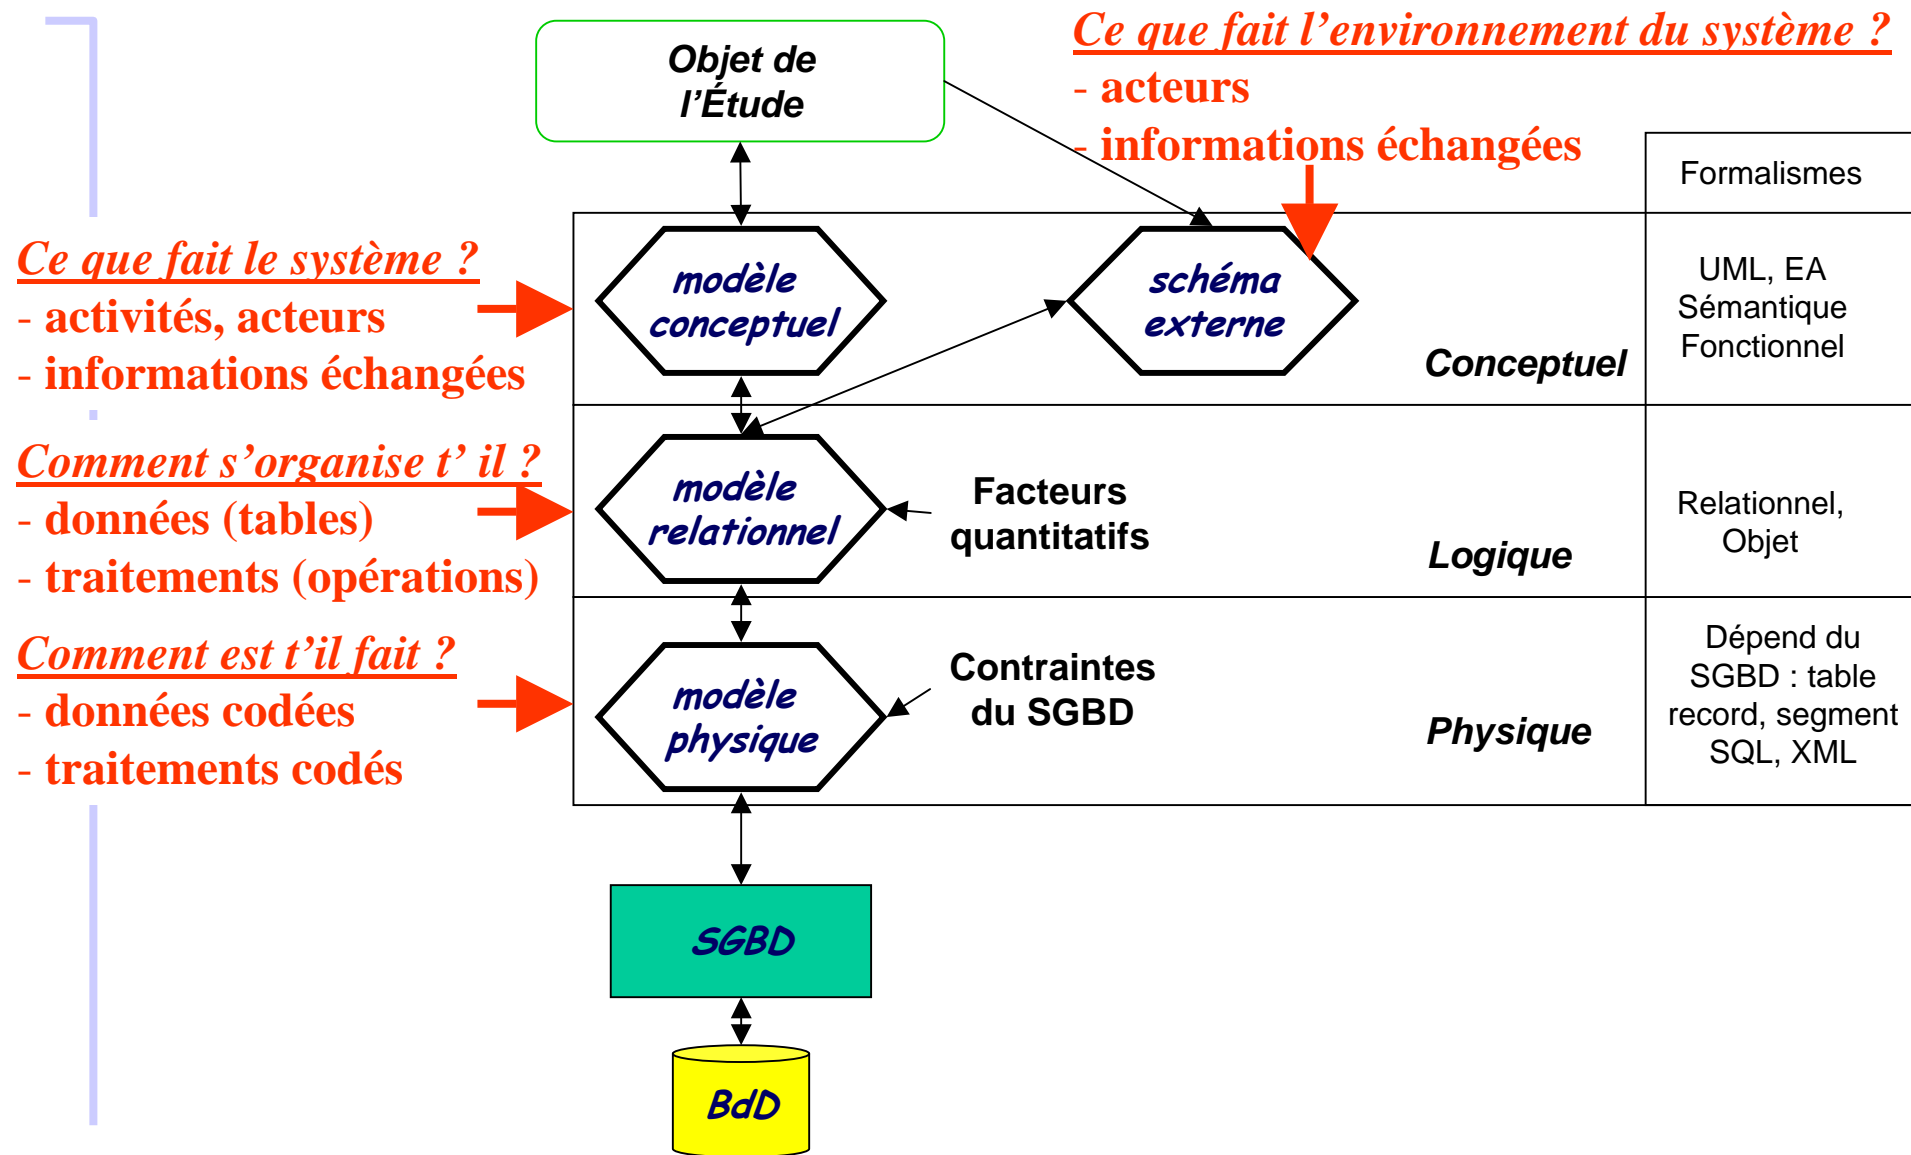 Objet de
l’Étude
Ce que fait l’environnement du système ?
- acteurs
- informations échangées
Formalismes
Ce que fait le système ?
- activités, acteurs
- informations échangées
modèle
conceptuel
schéma
externe
Conceptuel
UML, EA
Sémantique
Fonctionnel
Comment s’organise t’ il ?
- données (tables)
- traitements (opérations)
modèle
relationnel
Facteurs
quantitatifs
Logique
Relationnel,
Objet
Comment est t’il fait ?
- données codées
- traitements codés
modèle
physique
Contraintes
du SGBD
Physique
Dépend du
SGBD : table
record, segment
SQL, XML
SGBD
BdD